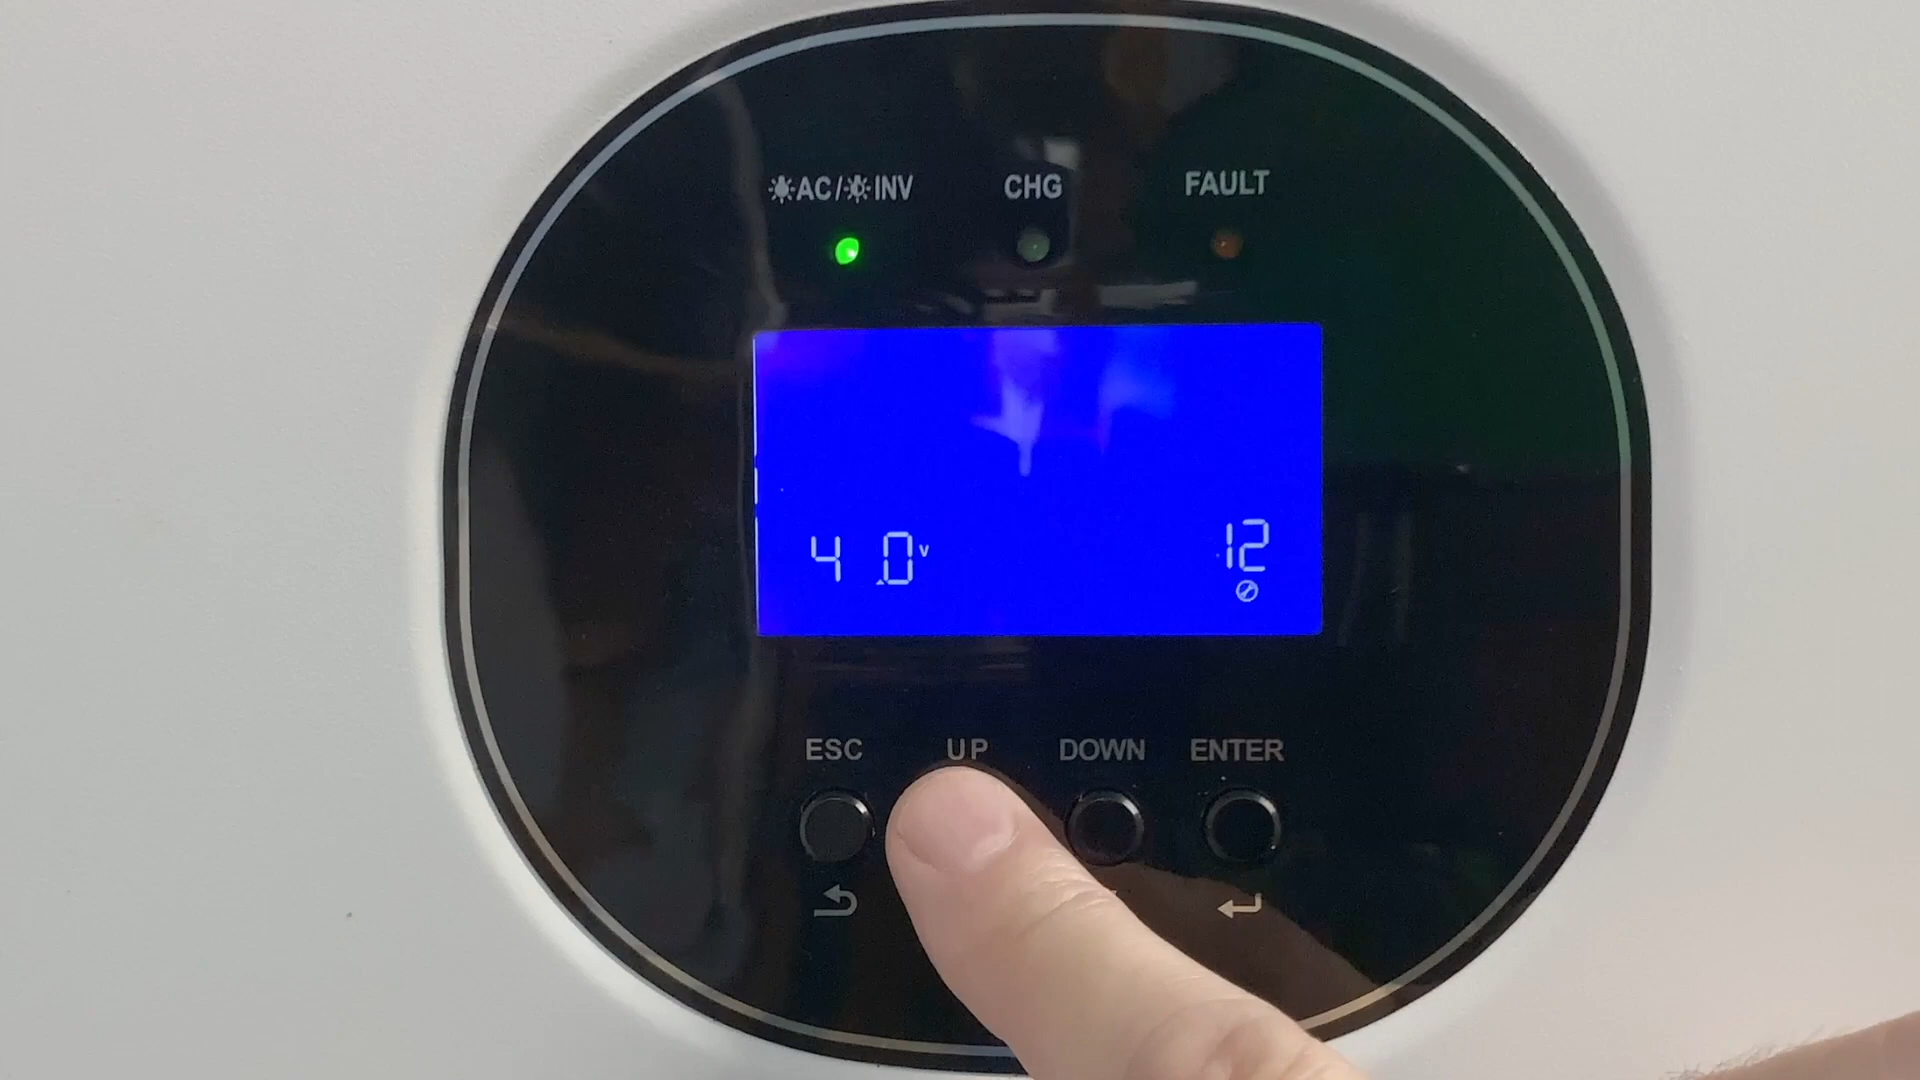 AC/ INV CHG FAULT
4 .0V 12
ESC UP DOWN ENTER